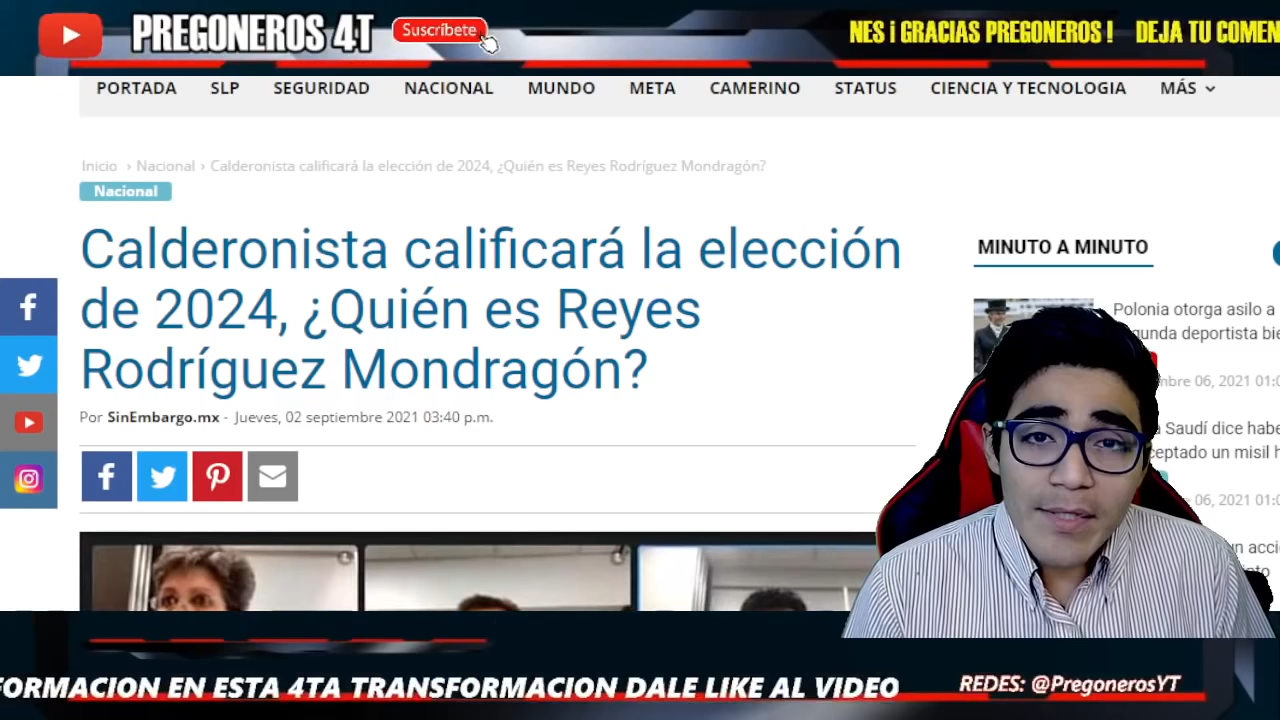 PREGONEROS 4T
Suscríbete
NES ¡ GRACIAS PREGONEROS ! DEJA TU COMEN
PORTADA SLP SEGURIDAD NACIONAL MUNDO META CAMERINO STATUS CIENCIA Y TECNOLOGIA MÁS
Inicio › Nacional › Calderonista calificará la elección de 2024, ¿Quién es Reyes Rodríguez Mondragón?
Nacional
Calderonista calificará la elección
de 2024, ¿Quién es Reyes
Rodríguez Mondragón?
Por SinEmbargo.mx - Jueves, 02 septiembre 2021 03:40 p.m.
MINUTO A MINUTO
Polonia otorga asilo a
gunda deportista bie
mbre 06, 2021 01:0
a Saudí dice habe
ceptado un misil h
e 06, 2021 01:0
un acci
FORMACION EN ESTA 4TA TRANSFORMACION DALE LIKE AL VIDEO
REDES: @PregonerosYT